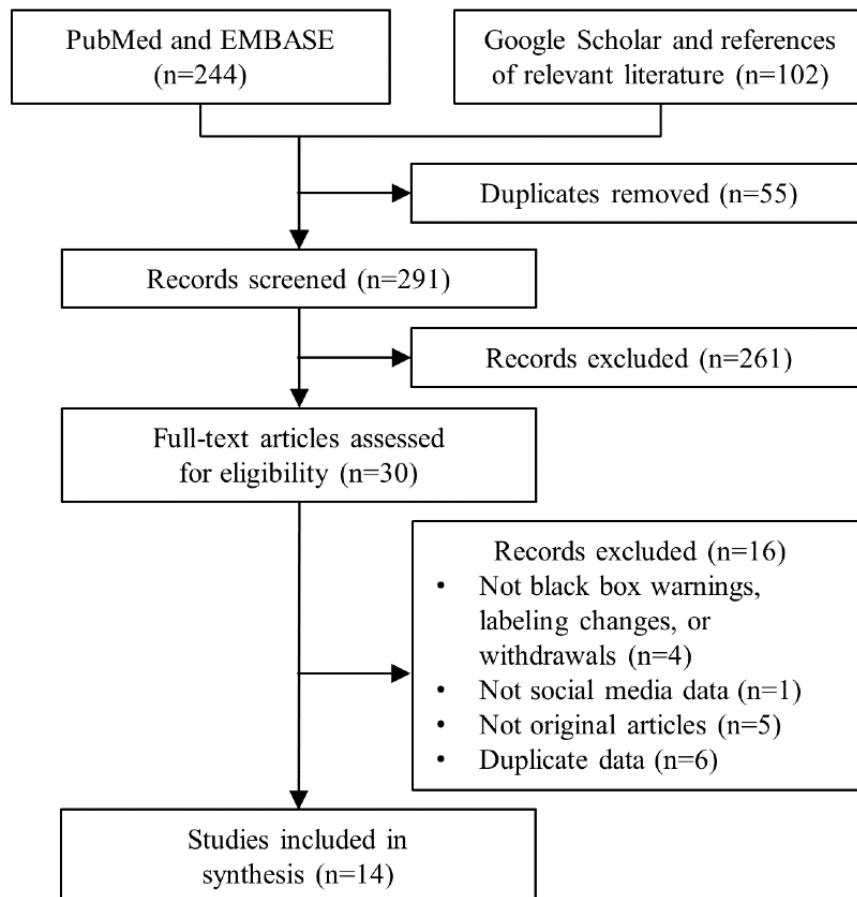 PubMed and EMBASE
(n=244)
Google Scholar and references
of relevant literature (n=102)
Duplicates removed (n=55)
Records screened (n=291)
Records excluded (n=261)
Full-text articles assessed
for eligibility (n=30)
Records excluded (n=16)
• Not black box warnings,
labeling changes, or
withdrawals (n=4)
• Not social media data (n=1)
• Not original articles (n=5)
• Duplicate data (n=6)
Studies included in
synthesis (n=14)